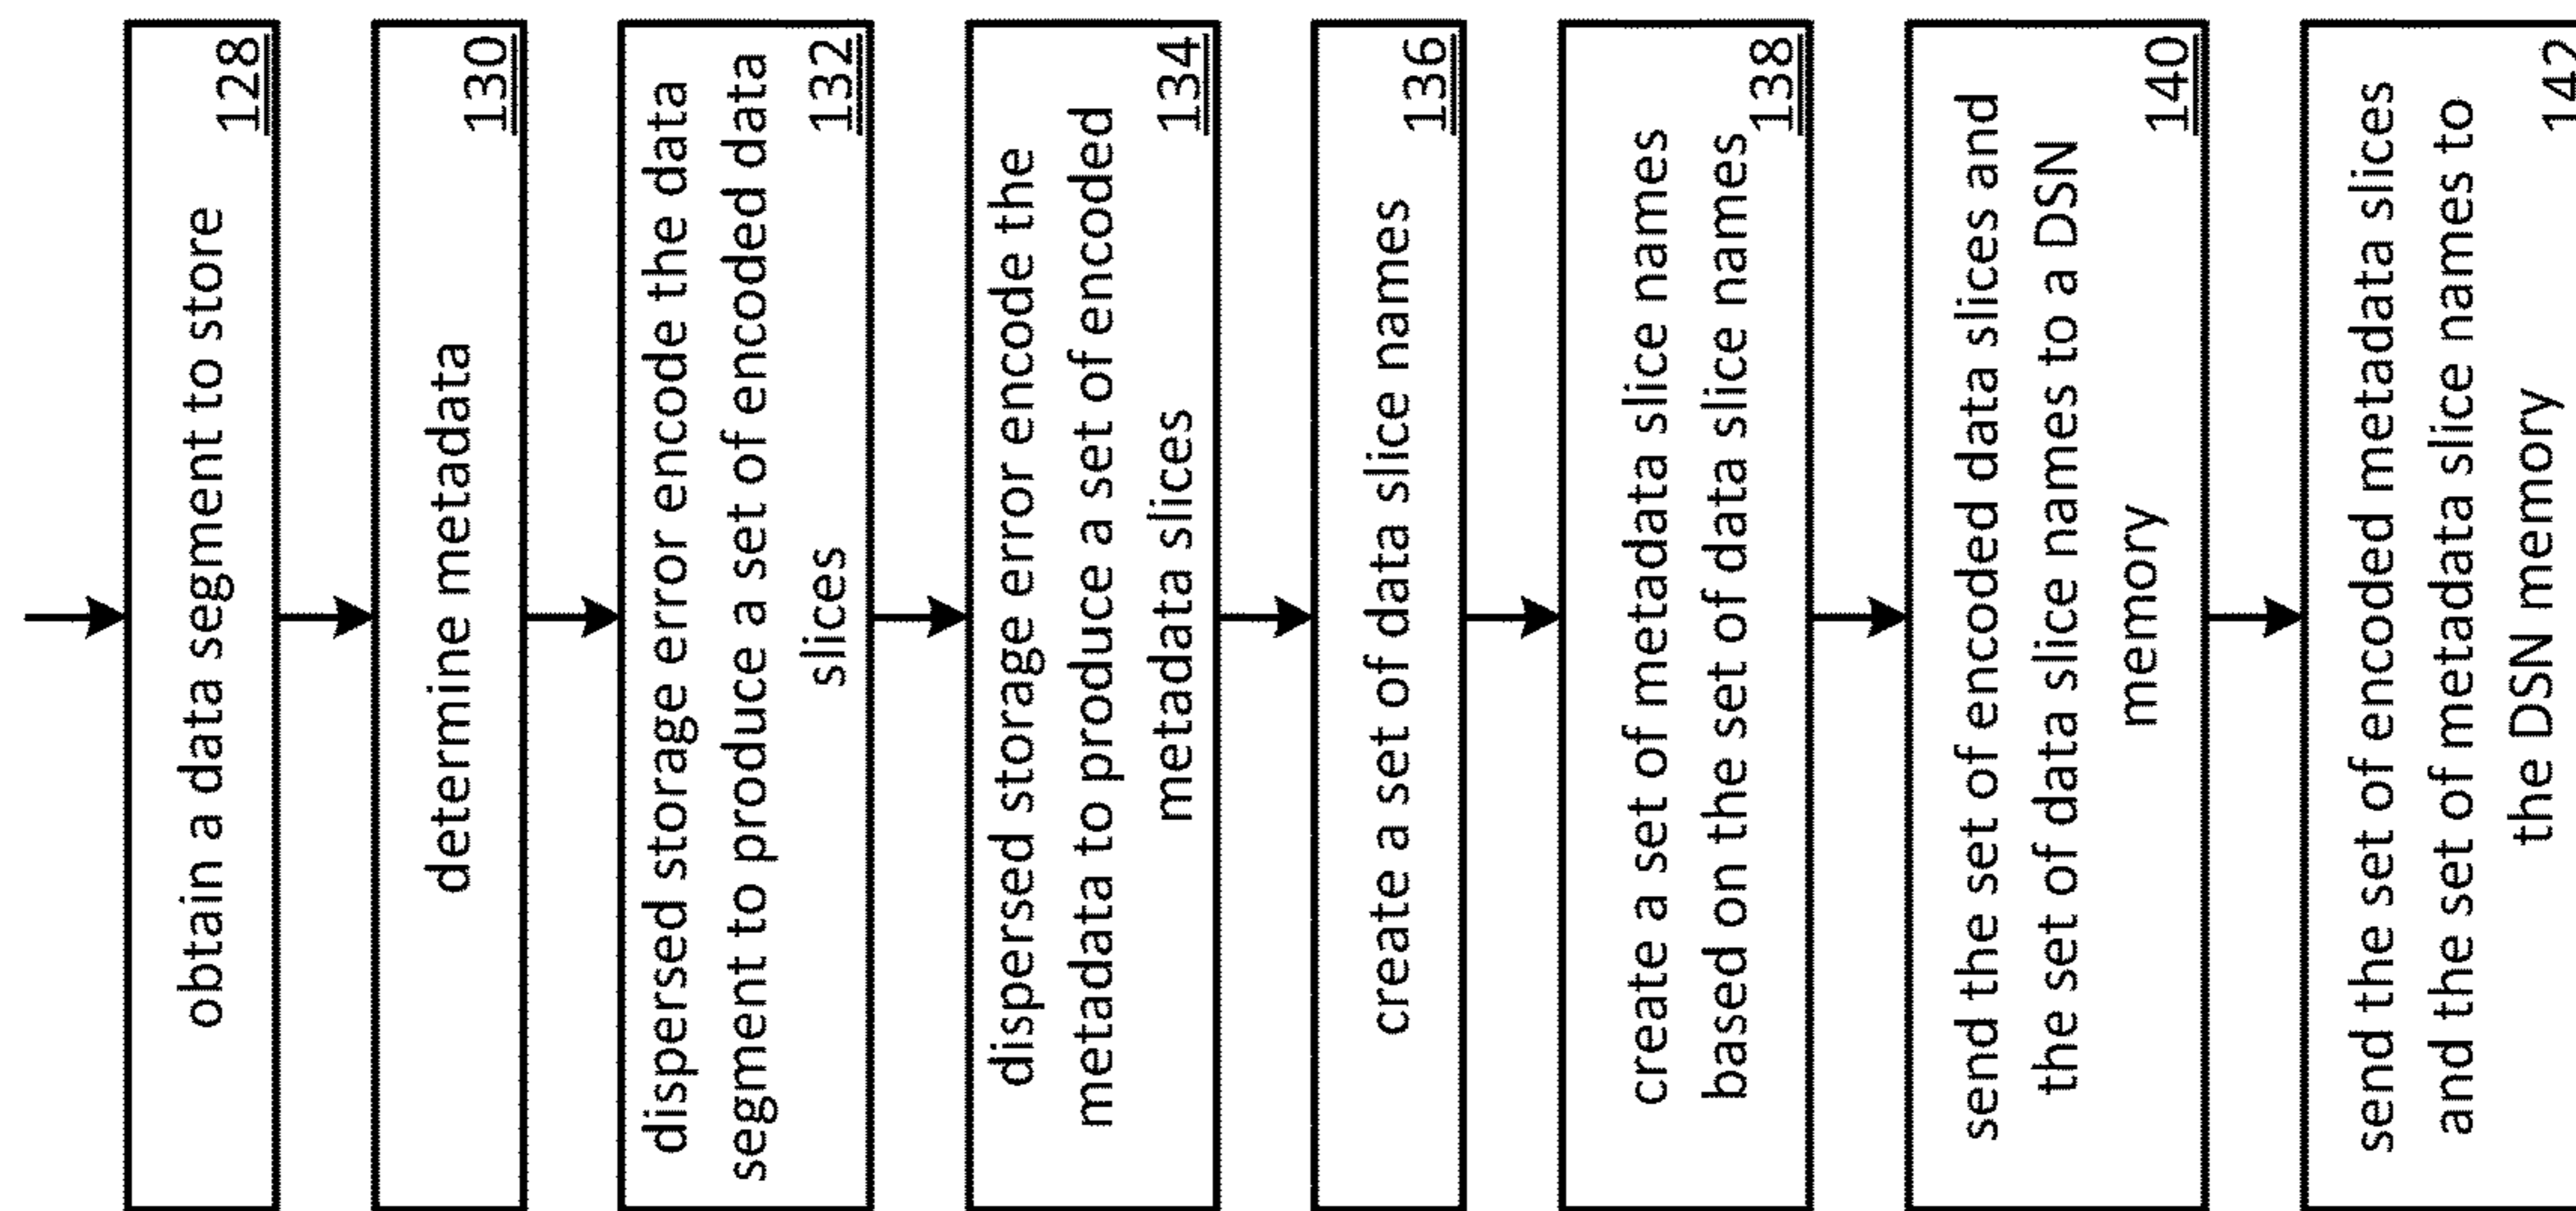 obtain a data segment to store
128
determine metadata
130
dispersed storage error encode the data
segment to produce a set of encoded data
slices
132
dispersed storage error encode the
metadata to produce a set of encoded
metadata slices
134
create a set of data slice names
136
create a set of metadata slice names
based on the set of data slice names
138
send the set of encoded data slices and
the set of data slice names to a DSN
memory
140
send the set of encoded metadata slices
and the set of metadata slice names to
the DSN memory
142